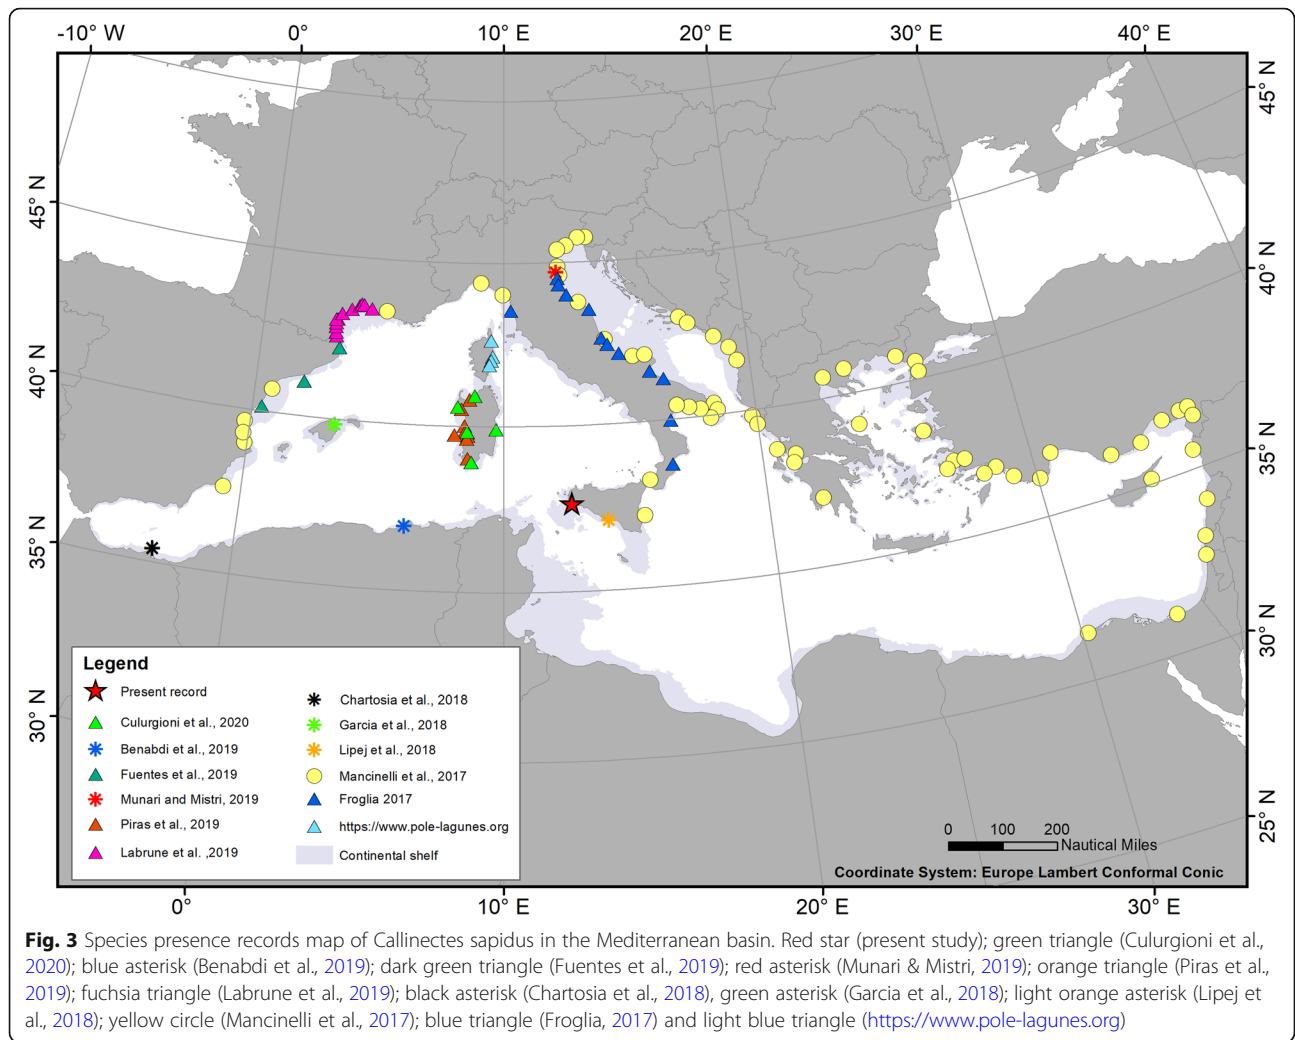 -10° W 0° 10° E 20° E 30° E 40° E
45° N
40° N
35° N
30° N
45° N
40° N
35° N
30° N
25° N
Legend
Present record
Culurgioni et al., 2020
Benabdi et al., 2019
Fuentes et al., 2019
Munari and Mistri, 2019
Piras et al., 2019
Labrune et al. ,2019
Chartosia et al., 2018
Garcia et al., 2018
Lipej et al., 2018
Mancinelli et al., 2017
Froglia 2017
https://www.pole-lagunes.org
Continental shelf
0 100 200
Nautical Miles
Coordinate System: Europe Lambert Conformal Conic
0° 10° E 20° E 30° E
Fig. 3 Species presence records map of Callinectes sapidus in the Mediterranean basin. Red star (present study); green triangle (Culurgioni et al.,
2020); blue asterisk (Benabdi et al., 2019); dark green triangle (Fuentes et al., 2019); red asterisk (Munari & Mistri, 2019); orange triangle (Piras et al.,
2019); fuchsia triangle (Labrune et al., 2019); black asterisk (Chartosia et al., 2018), green asterisk (Garcia et al., 2018); light orange asterisk (Lipej et
al., 2018); yellow circle (Mancinelli et al., 2017); blue triangle (Froglia, 2017) and light blue triangle (https://www.pole-lagunes.org)